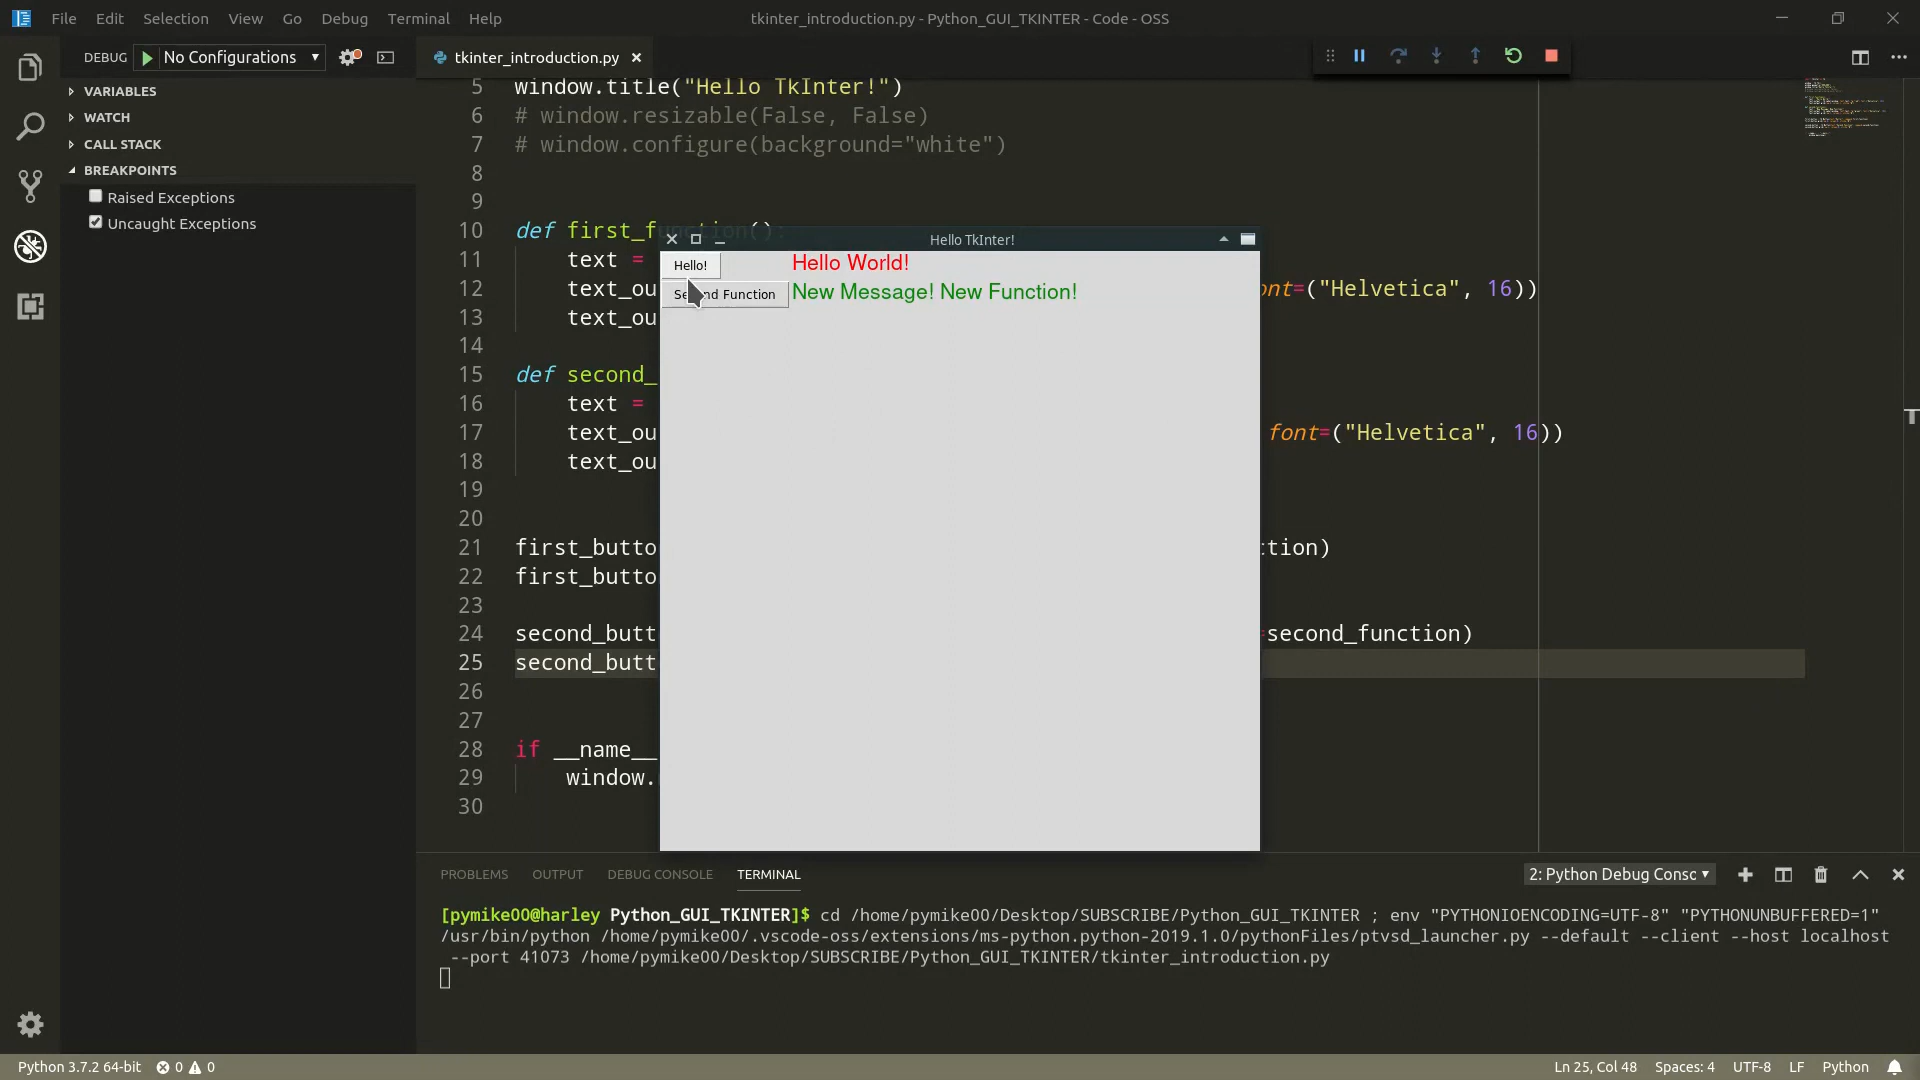 File Edit Selection View Go Debug Terminal Help
tkinter_introduction.py - Python_GUI_TKINTER - Code - OSS
DEBUG No Configurations
tkinter_introduction.py
VARIABLES
WATCH
CALL STACK
BREAKPOINTS
Raised Exceptions
Uncaught Exceptions
5 window.title("Hello TkInter!")
6 # window.resizable(False, False)
7 # window.configure(background="white")
8
9
10 def first_function():
11 text =
12 text_ou ont=("Helvetica", 16))
13 text_ou
14
15 def second_
16 text =
17 text_ou font=("Helvetica", 16))
18 text_ou
19
20
21 first_butto ction)
22 first_butto
23
24 second_butt =second_function)
25 second_butt
26
27
28 if __name__
29 window.
30
Hello TkInter!
Hello! Hello World!
Function New Message! New Function!
PROBLEMS OUTPUT DEBUG CONSOLE TERMINAL
2: Python Debug Consc
[pymike00@harley Python_GUI_TKINTER]$ cd /home/pymike00/Desktop/SUBSCRIBE/Python_GUI_TKINTER ; env "PYTHONIOENCODING=UTF-8" "PYTHONUNBUFFERED=1"
/usr/bin/python /home/pymike00/.vscode-oss/extensions/ms-python.python-2019.1.0/pythonFiles/ptvsd_launcher.py --default --client --host localhost
--port 41073 /home/pymike00/Desktop/SUBSCRIBE/Python_GUI_TKINTER/tkinter_introduction.py
Python 3.7.2 64-bit 0 0
Ln 25, Col 48 Spaces: 4 UTF-8 LF Python